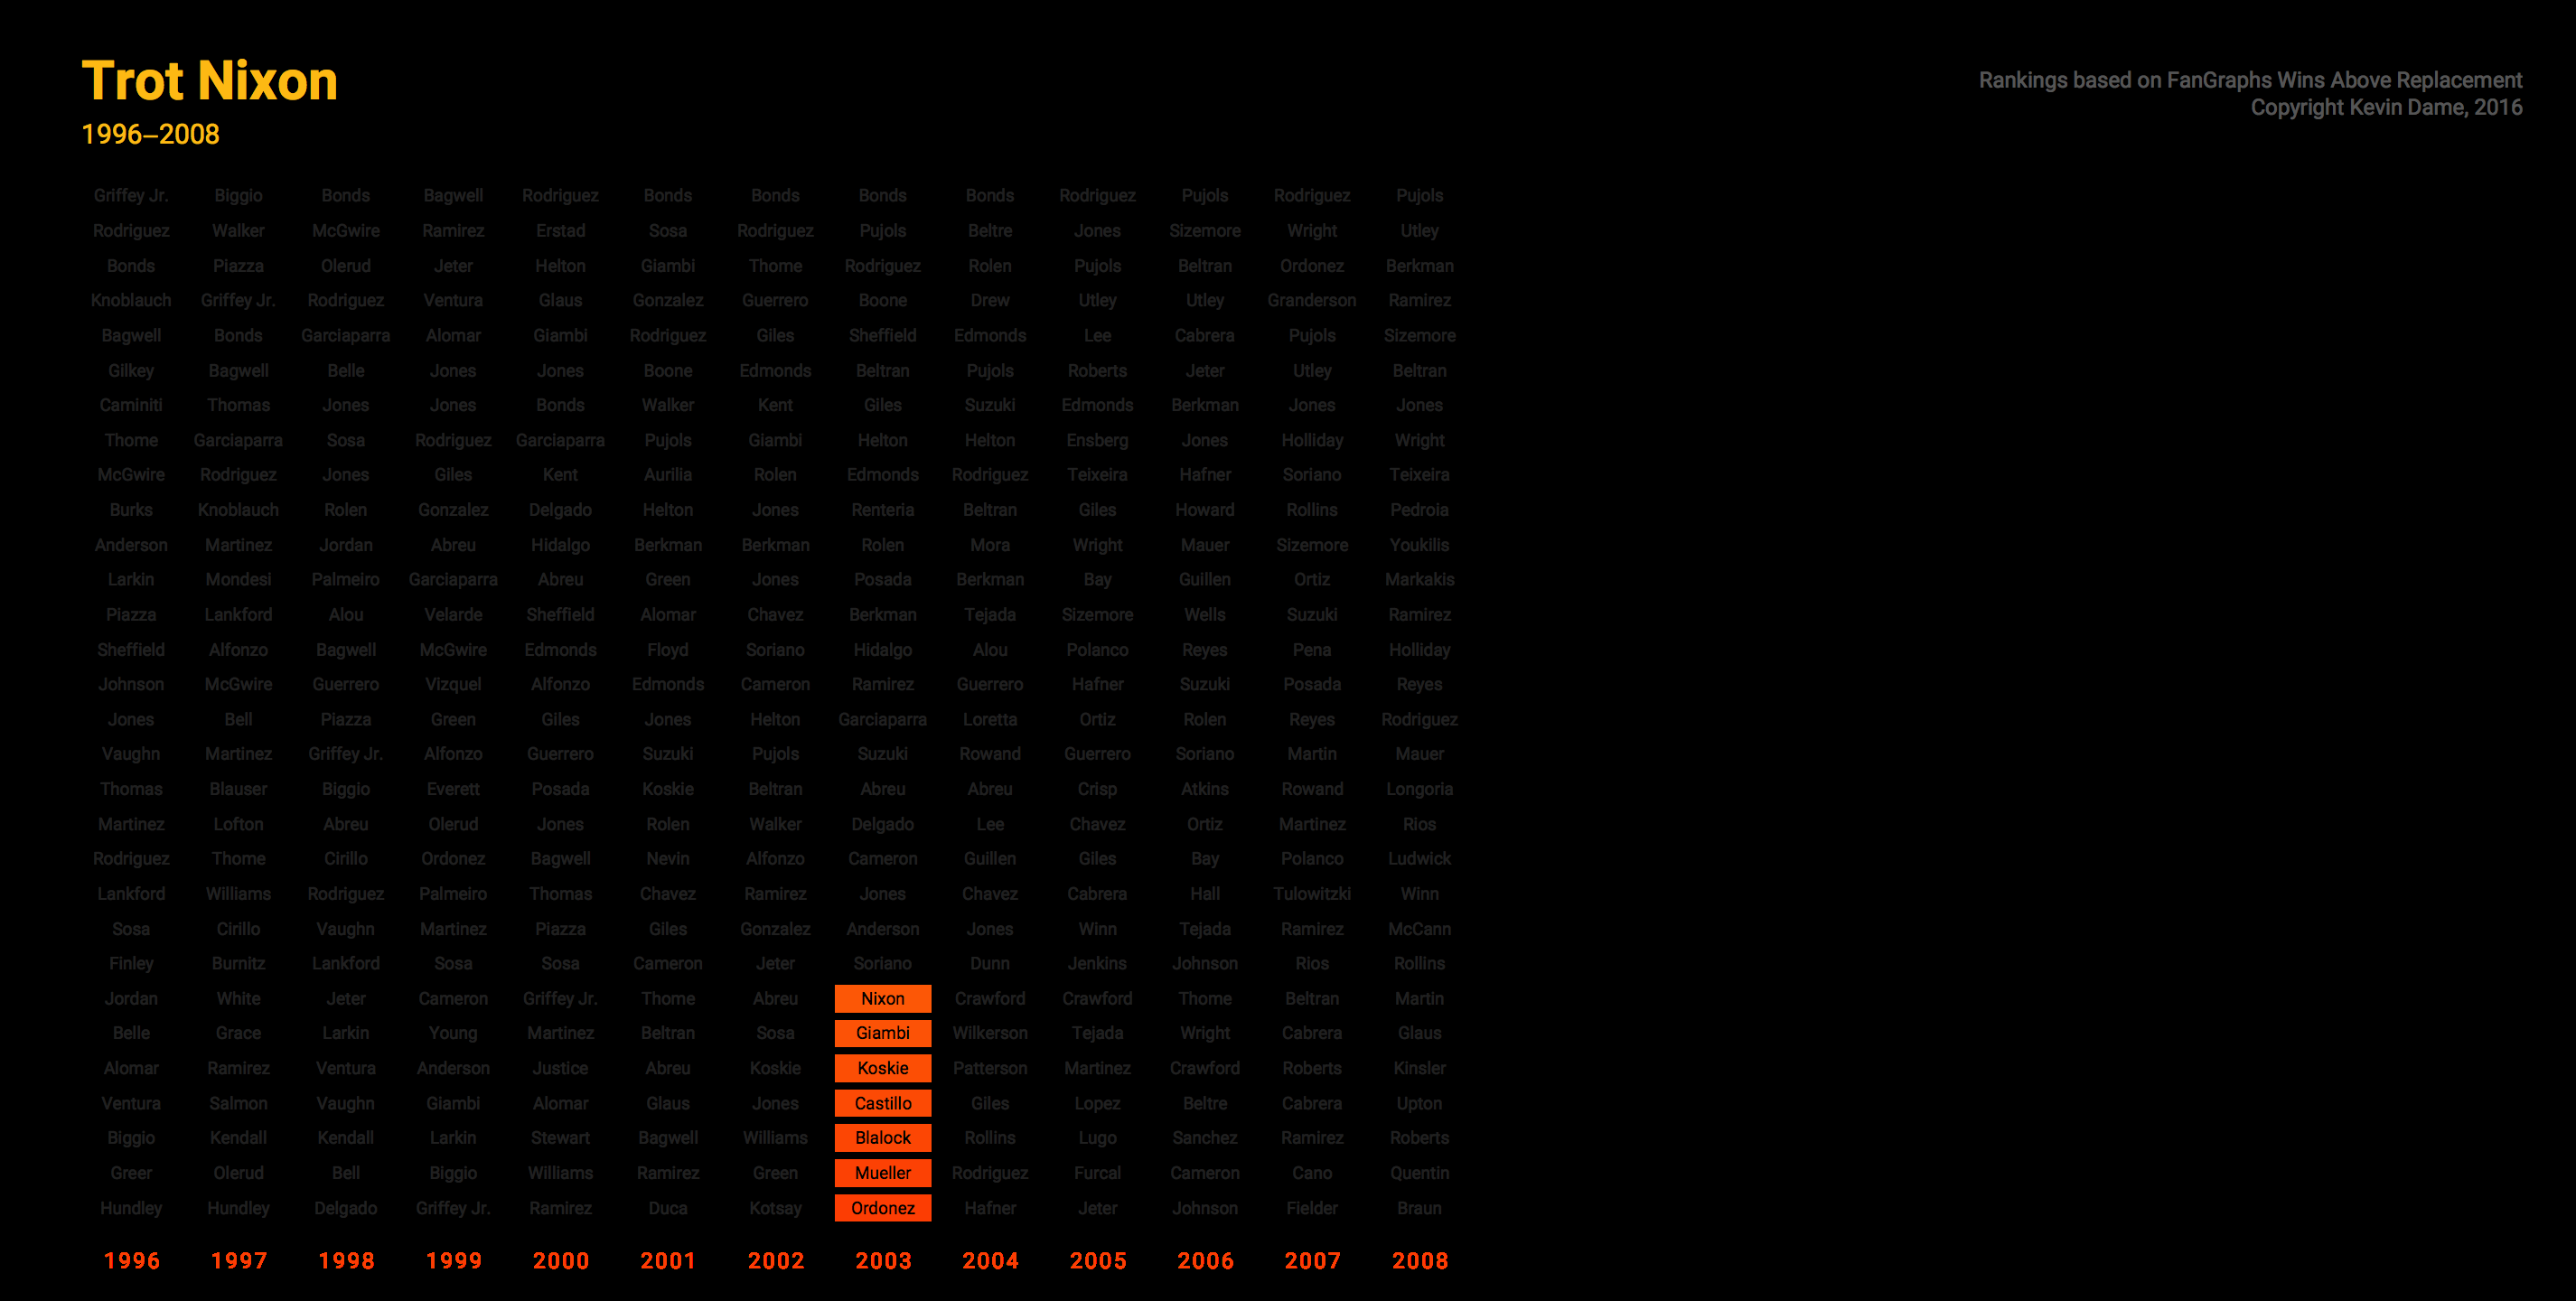 Trot Nixon
1996–2008
Rankings based on FanGraphs Wins Above Replacement
Copyright Kevin Dame, 2016
Griffey Jr. Biggio Bonds Bagwell Rodriguez Bonds Bonds Bonds Bonds Rodriguez Pujols Rodriguez Pujols
Rodriguez Walker McGwire Ramirez Erstad Sosa Rodriguez Pujols Beltre Jones Sizemore Wright Utley
Bonds Piazza Olerud Jeter Helton Giambi Thome Rodriguez Rolen Pujols Beltran Ordonez Berkman
Knoblauch Griffey Jr. Rodriguez Ventura Glaus Gonzalez Guerrero Boone Drew Utley Utley Granderson Ramirez
Bagwell Bonds Garciaparra Alomar Giambi Rodriguez Giles Sheffield Edmonds Lee Cabrera Pujols Sizemore
Gilkey Bagwell Belle Jones Jones Boone Edmonds Beltran Pujols Roberts Jeter Utley Beltran
Caminiti Thomas Jones Jones Bonds Walker Kent Giles Suzuki Edmonds Berkman Jones Jones
Thome Garciaparra Sosa Rodriguez Garciaparra Pujols Giambi Helton Helton Ensberg Jones Holliday Wright
McGwire Rodriguez Jones Giles Kent Aurilia Rolen Edmonds Rodriguez Teixeira Hafner Soriano Teixeira
Burks Knoblauch Rolen Gonzalez Delgado Helton Jones Renteria Beltran Giles Howard Rollins Pedroia
Anderson Martinez Jordan Abreu Hidalgo Berkman Berkman Rolen Mora Wright Mauer Sizemore Youkilis
Larkin Mondesi Palmeiro Garciaparra Abreu Green Jones Posada Berkman Bay Guillen Ortiz Markakis
Piazza Lankford Alou Velarde Sheffield Alomar Chavez Berkman Tejada Sizemore Wells Suzuki Ramirez
Sheffield Alfonzo Bagwell McGwire Edmonds Floyd Soriano Hidalgo Alou Polanco Reyes Pena Holliday
Johnson McGwire Guerrero Vizquel Alfonzo Edmonds Cameron Ramirez Guerrero Hafner Suzuki Posada Reyes
Jones Bell Piazza Green Giles Jones Helton Garciaparra Loretta Ortiz Rolen Reyes Rodriguez
Vaughn Martinez Griffey Jr. Alfonzo Guerrero Suzuki Pujols Suzuki Rowand Guerrero Soriano Martin Mauer
Thomas Blauser Biggio Everett Posada Koskie Beltran Abreu Abreu Crisp Atkins Rowand Longoria
Martinez Lofton Abreu Olerud Jones Rolen Walker Delgado Lee Chavez Ortiz Martinez Rios
Rodriguez Thome Cirillo Ordonez Bagwell Nevin Alfonzo Cameron Guillen Giles Bay Polanco Ludwick
Lankford Williams Rodriguez Palmeiro Thomas Chavez Ramirez Jones Chavez Cabrera Hall Tulowitzki Winn
Sosa Cirillo Vaughn Martinez Piazza Giles Gonzalez Anderson Jones Winn Tejada Ramirez McCann
Finley Burnitz Lankford Sosa Sosa Cameron Jeter Soriano Dunn Jenkins Johnson Rios Rollins
Jordan White Jeter Cameron Griffey Jr. Thome Abreu Nixon Crawford Crawford Thome Beltran Martin
Belle Grace Larkin Young Martinez Beltran Sosa Giambi Wilkerson Tejada Wright Cabrera Glaus
Alomar Ramirez Ventura Anderson Justice Abreu Koskie Koskie Patterson Martinez Crawford Roberts Kinsler
Ventura Salmon Vaughn Giambi Alomar Glaus Jones Castillo Giles Lopez Beltre Cabrera Upton
Biggio Kendall Kendall Larkin Stewart Bagwell Williams Blalock Rollins Lugo Sanchez Ramirez Roberts
Greer Olerud Bell Biggio Williams Ramirez Green Mueller Rodriguez Furcal Cameron Cano Quentin
Hundley Hundley Delgado Griffey Jr. Ramirez Duca Kotsay Ordonez Hafner Jeter Johnson Fielder Braun
1996 1997 1998 1999 2000 2001 2002 2003 2004 2005 2006 2007 2008